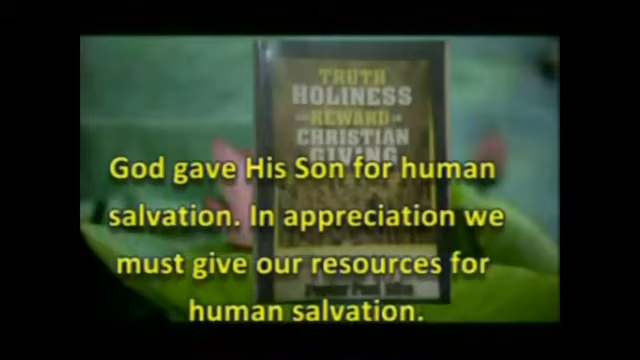 TRUTH
HOLINESS
REWARD
CHRISTIAN
GIVING
God gave His Son for human
salvation. In appreciation we
must give our resources for
human salvation.